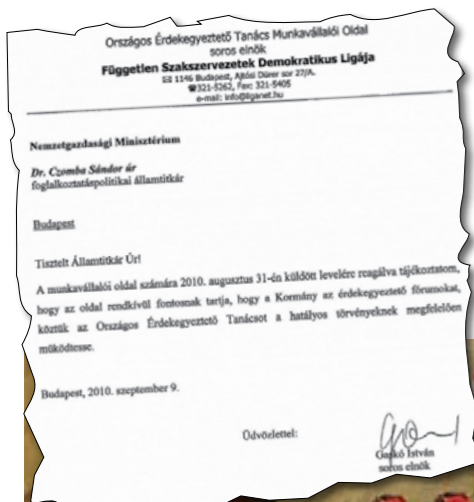 Országos Érdekegyeztető Tanács Munkavállalói Oldal
soros elnök
Független Szakszervezetek Demokratikus Ligája
✉ 1146 Budapest, Ajtósi Dürer sor 27/A.
☎321-5262, Fax: 321-5405
e-mail: info@liganet.hu
Nemzetgazdasági Minisztérium
Dr. Czomba Sándor úr
foglalkoztatáspolitikai államtitkár
Budapest
Tisztelt Államtitkár Úr!
A munkavállalói oldal számára 2010. augusztus 31-én küldött levelére reagálva tájékoztatom,
hogy az oldal rendkívül fontosnak tartja, hogy a Kormány az érdekegyeztető fórumokat,
köztük az Országos Érdekegyeztető Tanácsot a hatályos törvényeknek megfelelően
működtesse.
Budapest, 2010. szeptember 9.
Üdvözlettel:
Gaskó István
soros elnök